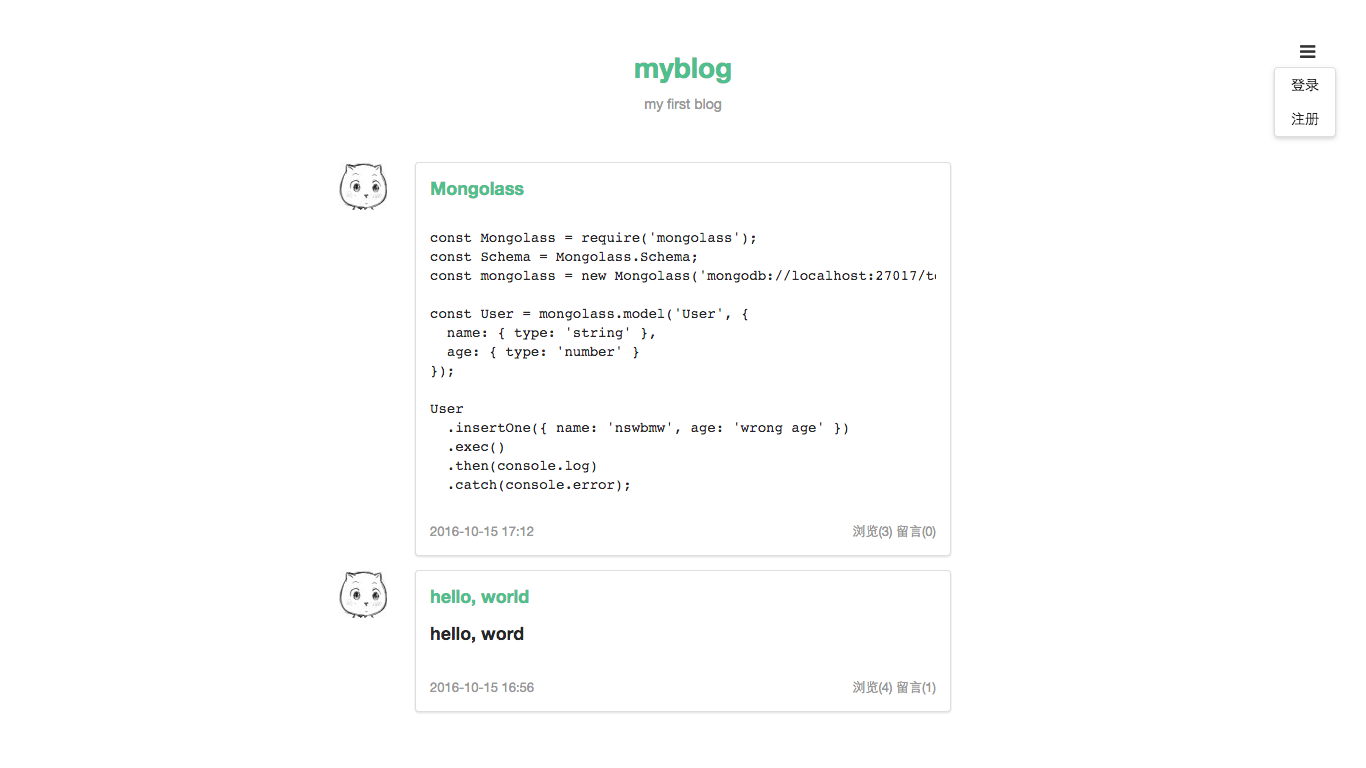 myblog
my first blog
登录
注册
Mongolass
const Mongolass = require('mongolass');
const Schema = Mongolass.Schema;
const mongolass = new Mongolass('mongodb://localhost:27017/t
const User = mongolass.model('User', {
  name: { type: 'string' },
  age: { type: 'number' }
});
User
  .insertOne({ name: 'nswbmw', age: 'wrong age' })
  .exec()
  .then(console.log)
  .catch(console.error);
2016-10-15 17:12
浏览(3) 留言(0)
hello, world
hello, word
2016-10-15 16:56
浏览(4) 留言(1)